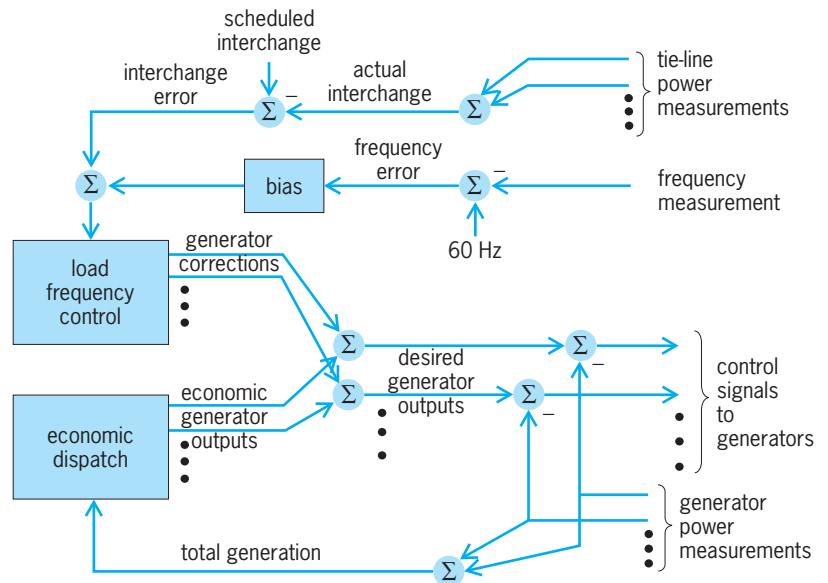 scheduled
interchange
interchange
error
−
actual
interchange
Σ
Σ
tie-line
power
measurements
frequency
error
bias
Σ
Σ
−
frequency
measurement
60 Hz
load
frequency
control
generator
corrections
Σ
Σ
desired
generator
outputs
Σ
−
Σ
−
control
signals
to
generators
economic
generator
outputs
economic
dispatch
total generation
Σ
generator
power
measurements